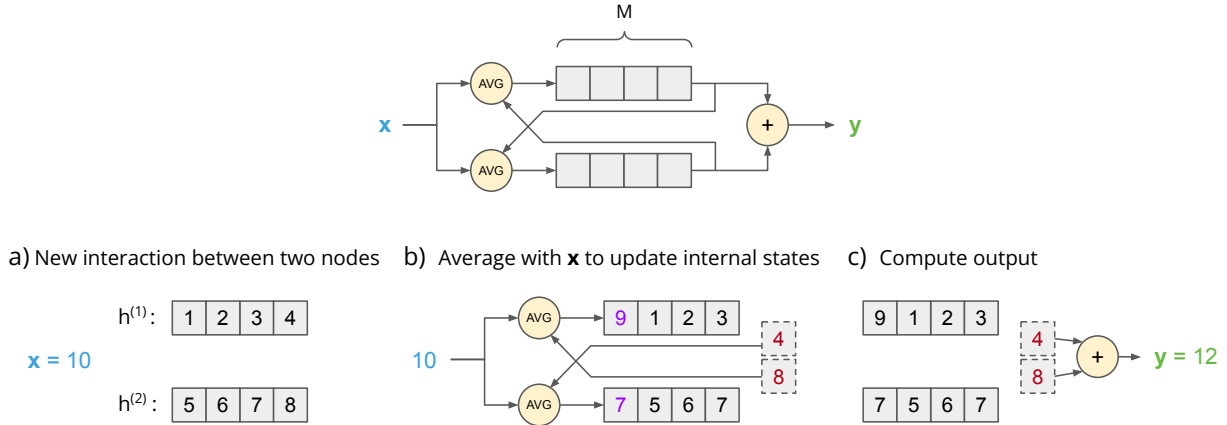 M
AVG
x
+
y
AVG
a) New interaction between two nodes
b) Average with x to update internal states
c) Compute output
h(1) : 1 2 3 4
x = 10
h(2) : 5 6 7 8
AVG 9 1 2 3
4
10
8
AVG 7 5 6 7
9 1 2 3
4
+
y = 12
8
7 5 6 7